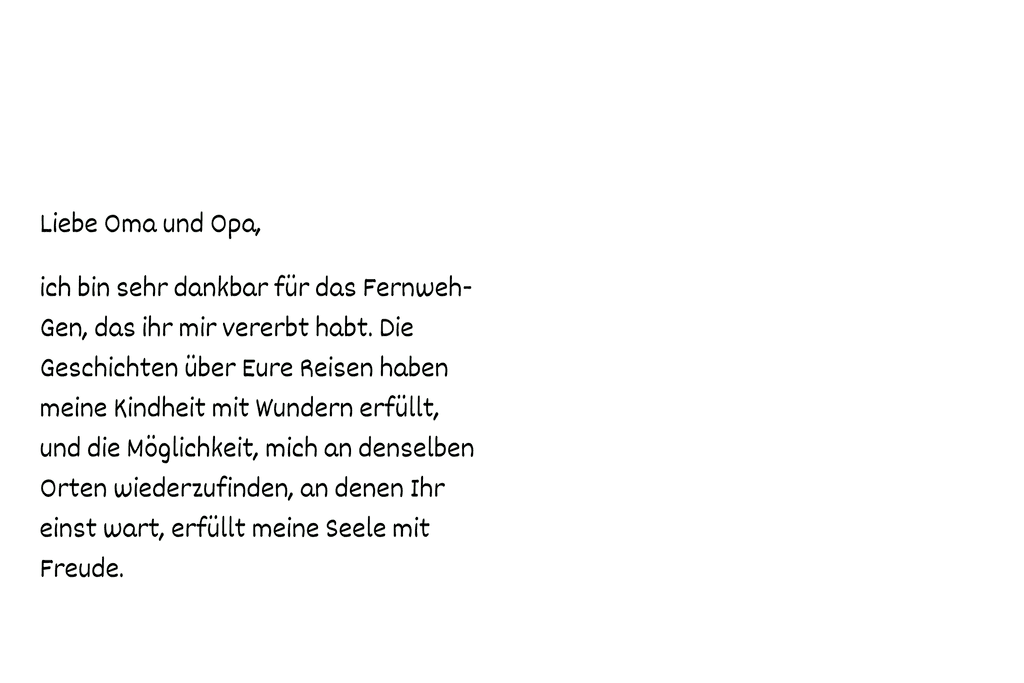 Liebe Oma und Opa,
ich bin sehr dankbar für das Fernweh-
Gen, das ihr mir vererbt habt. Die
Geschichten über Eure Reisen haben
meine Kindheit mit Wundern erfüllt,
und die Möglichkeit, mich an denselben
Orten wiederzufinden, an denen Ihr
einst wart, erfüllt meine Seele mit
Freude.